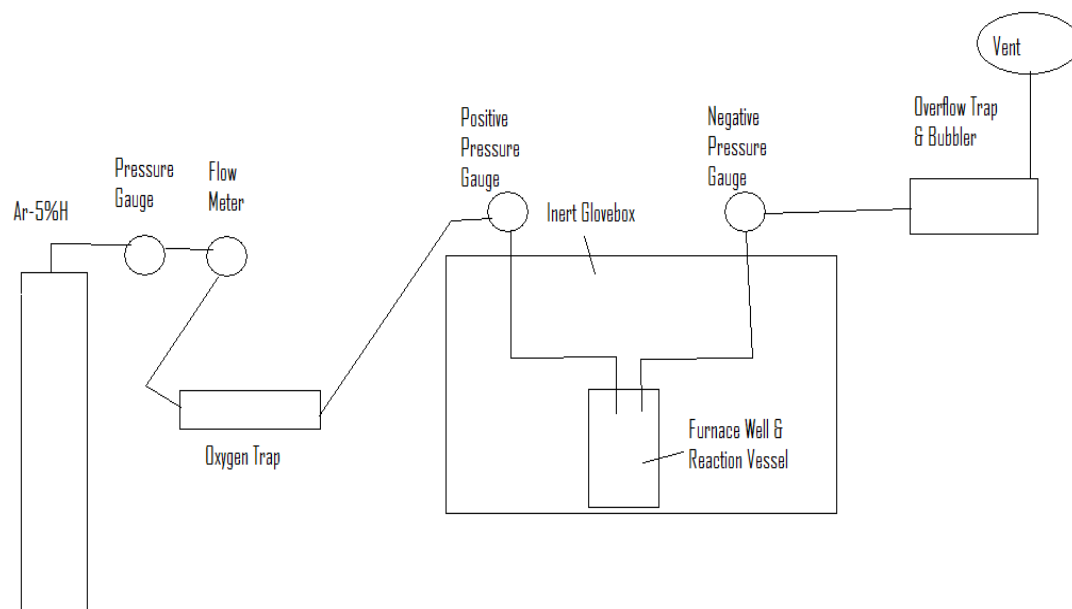 Ar-5%H
Pressure
Gauge
Flow
Meter
Oxygen Trap
Positive
Pressure
Gauge
Inert Glovebox
Furnace Well &
Reaction Vessel
Negative
Pressure
Gauge
Overflow Trap
& Bubbler
Vent